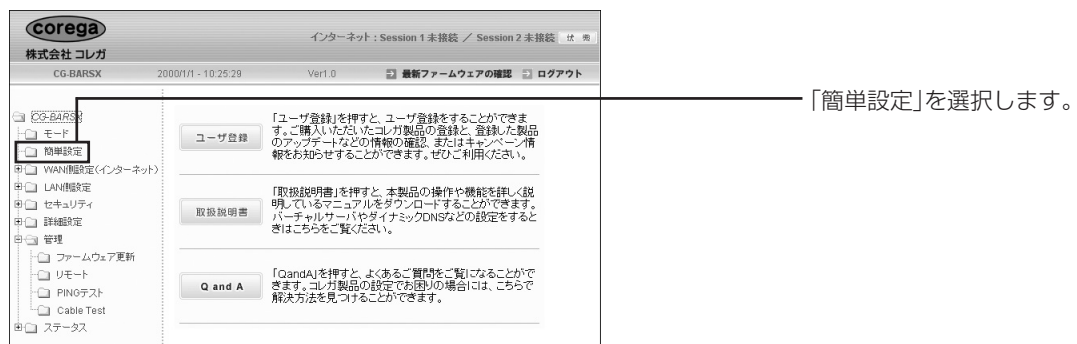 corega
株式会社 コレガ
インターネット : Session 1 未接続 ／ Session 2 未接続
CG-BARSX 2000/1/1 - 10:25:29 Ver1.0 最新ファームウェアの確認 ログアウト
CG-BARSX
モード
簡単設定
WAN側設定(インターネット)
LAN側設定
セキュリティ
詳細設定
管理
ファームウェア更新
リモート
PINGテスト
Cable Test
ステータス
ユーザ登録
「ユーザ登録」を押すと、ユーザ登録をすることができま
す。ご購入いただいたコレガ製品の登録と、登録した製品
のアップデートなどの情報の確認、またはキャンペーン情
報をお知らせすることができます。ぜひご利用ください。
取扱説明書
「取扱説明書」を押すと、本製品の操作や機能を詳しく説
明しているマニュアルをダウンロードすることができます。
バーチャルサーバやダイナミックDNSなどの設定をすると
きはこちらをご覧ください。
Q and A
「QandA」を押すと、よくあるご質問をご覧になることがで
きます。コレガ製品の設定でお困りの場合には、こちらで
解決方法を見つけることができます。
「簡単設定」を選択します。